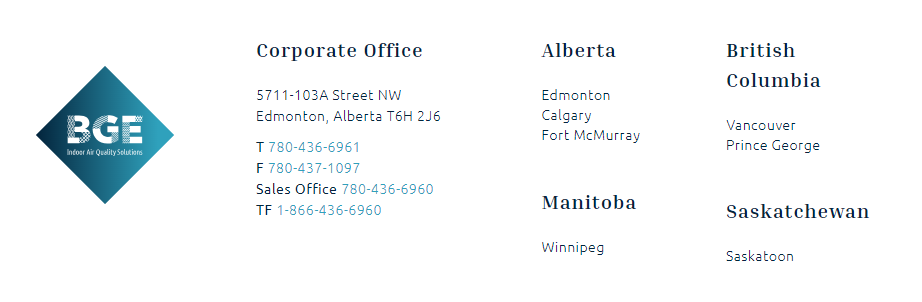 BGE
Indoor Air Quality Solutions
Corporate Office
5711-103A Street NW
Edmonton, Alberta T6H 2J6
T 780-436-6961
F 780-437-1097
Sales Office 780-436-6960
TF 1-866-436-6960
Alberta
Edmonton
Calgary
Fort McMurray
Manitoba
Winnipeg
British
Columbia
Vancouver
Prince George
Saskatchewan
Saskatoon